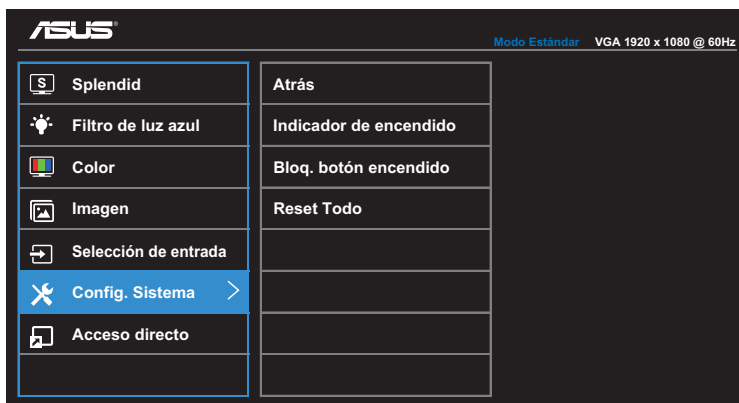 ASUS
Modo Estándar VGA 1920 x 1080 @ 60Hz
S Splendid
Filtro de luz azul
Color
Imagen
Selección de entrada
Config. Sistema
Acceso directo
Atrás
Indicador de encendido
Bloq. botón encendido
Reset Todo